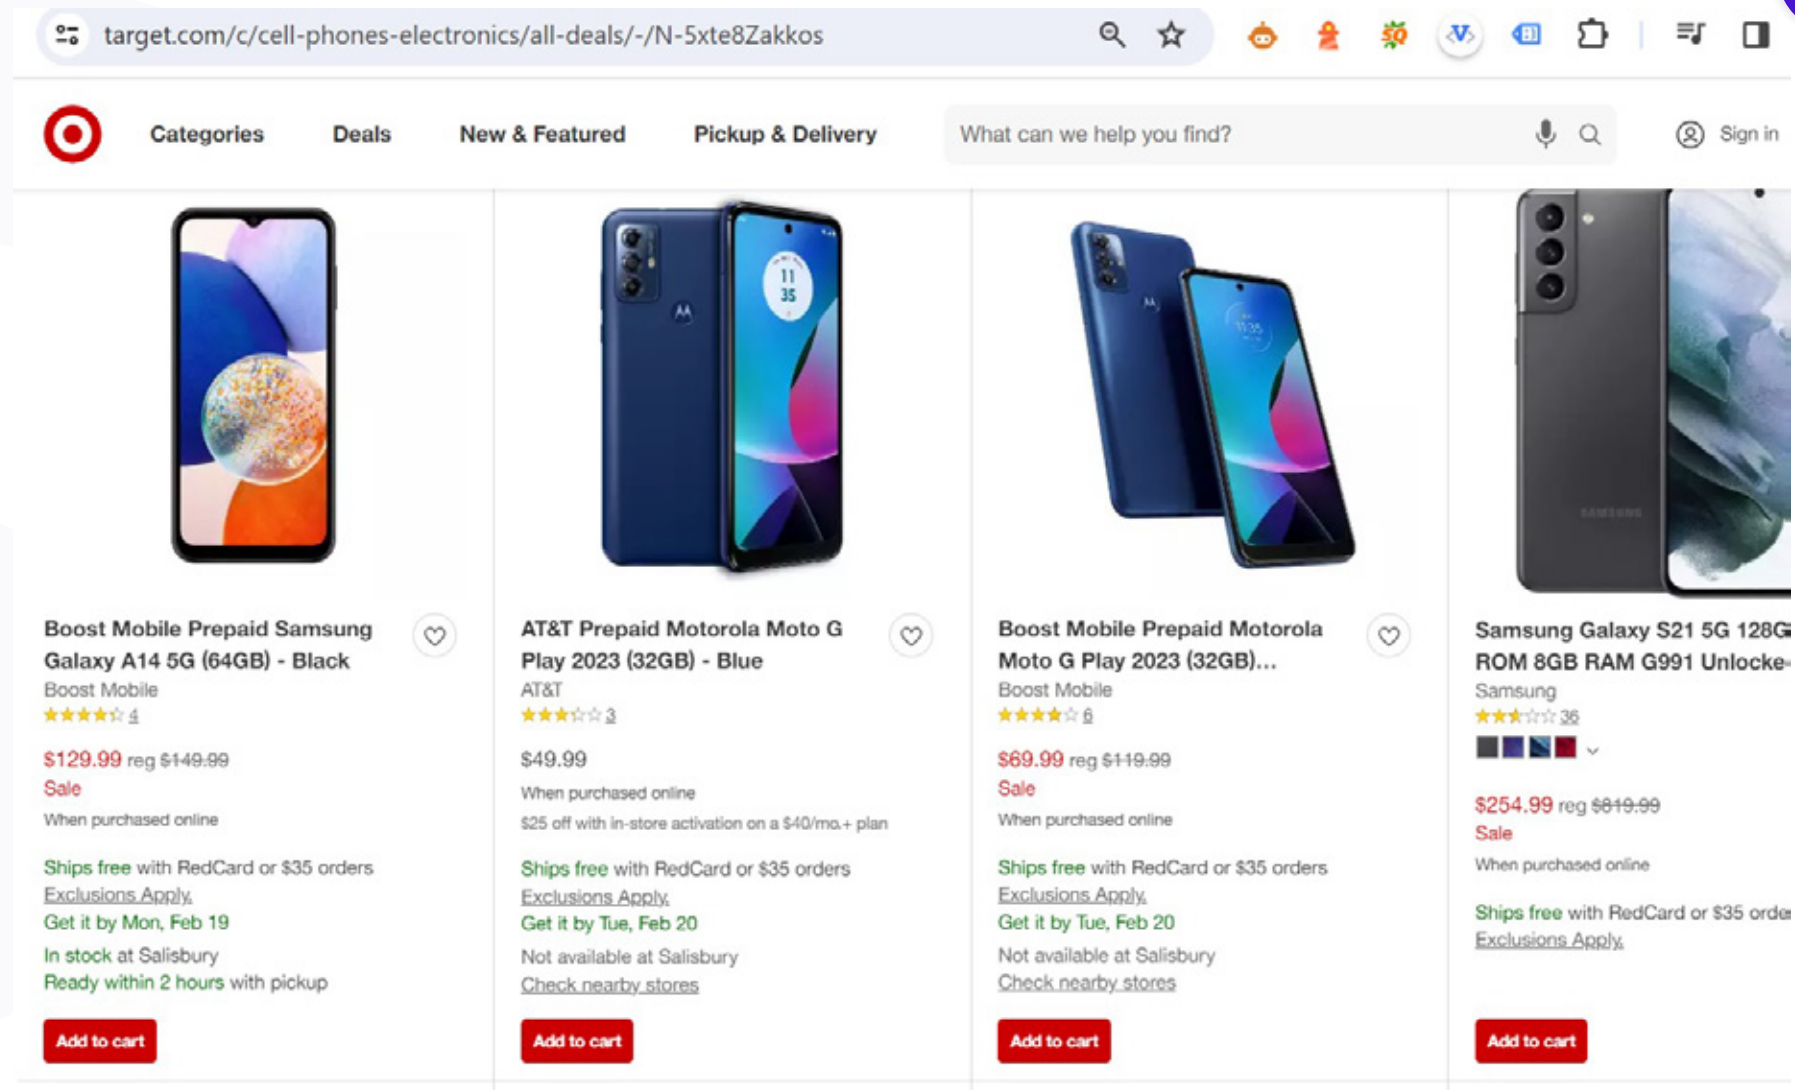 target.com/c/cell-phones-electronics/all-deals/-/N-5xte8Zakkos
Categories
Deals
New & Featured
Pickup & Delivery
What can we help you find?
Sign in
11
35
11:35
SAMSUNG
Boost Mobile Prepaid Samsung
Galaxy A14 5G (64GB) - Black
Boost Mobile
4
$129.99 reg $149.99
Sale
When purchased online
Ships free with RedCard or $35 orders
Exclusions Apply.
Get it by Mon, Feb 19
In stock at Salisbury
Ready within 2 hours with pickup
Add to cart
AT&T Prepaid Motorola Moto G
Play 2023 (32GB) - Blue
AT&T
3
$49.99
When purchased online
$25 off with in-store activation on a $40/mo.+ plan
Ships free with RedCard or $35 orders
Exclusions Apply.
Get it by Tue, Feb 20
Not available at Salisbury
Check nearby stores
Add to cart
Boost Mobile Prepaid Motorola
Moto G Play 2023 (32GB)...
Boost Mobile
6
$69.99 reg $119.99
Sale
When purchased online
Ships free with RedCard or $35 orders
Exclusions Apply.
Get it by Tue, Feb 20
Not available at Salisbury
Check nearby stores
Add to cart
Samsung Galaxy S21 5G 128G
ROM 8GB RAM G991 Unlocke
Samsung
36
$254.99 reg $819.99
Sale
When purchased online
Ships free with RedCard or $35 orde
Exclusions Apply.
Add to cart